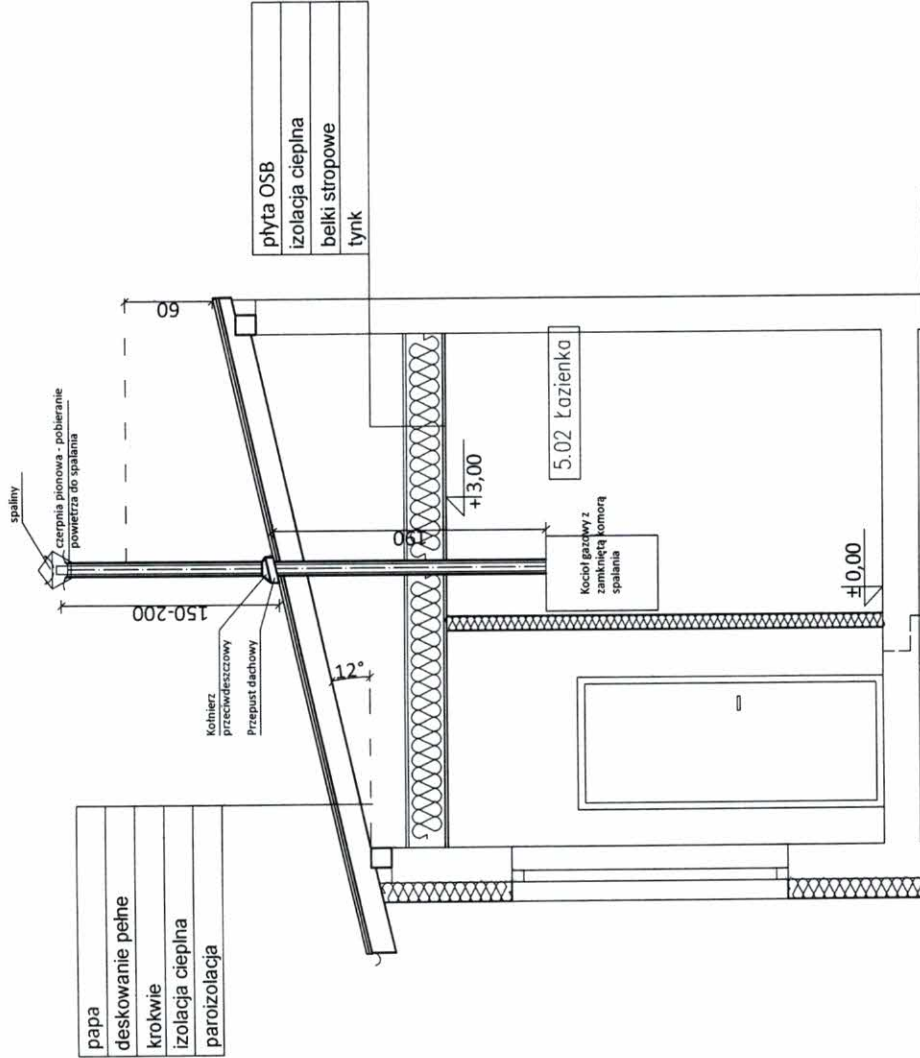 spaliny
czerpnia pionowa - pobieranie
powietrza do spalania
60
150-200
Kołnierz
przeciwdeszczowy
Przepust dachowy
12°
papa
deskowanie pełne
krokwie
izolacja cieplna
paroizolacja
płyta OSB
izolacja cieplna
belki stropowe
tynk
190
+3,00
5.02 Łazienka
Kocioł gazowy z
zamkniętą komorą
spalania
±0,00